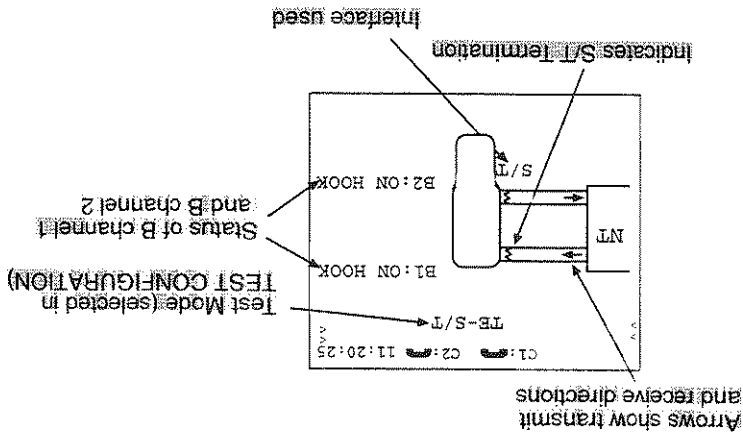 Arrows show transmit
and receive directions
C1: C2: 11:20:25
TE-S/T
Test Mode (selected in
TEST CONFIGURATION)
NT
B1:ON HOOK
Status of B channel 1
and B channel 2
S/T
B2:ON HOOK
Indicates S/T Termination
Interface used